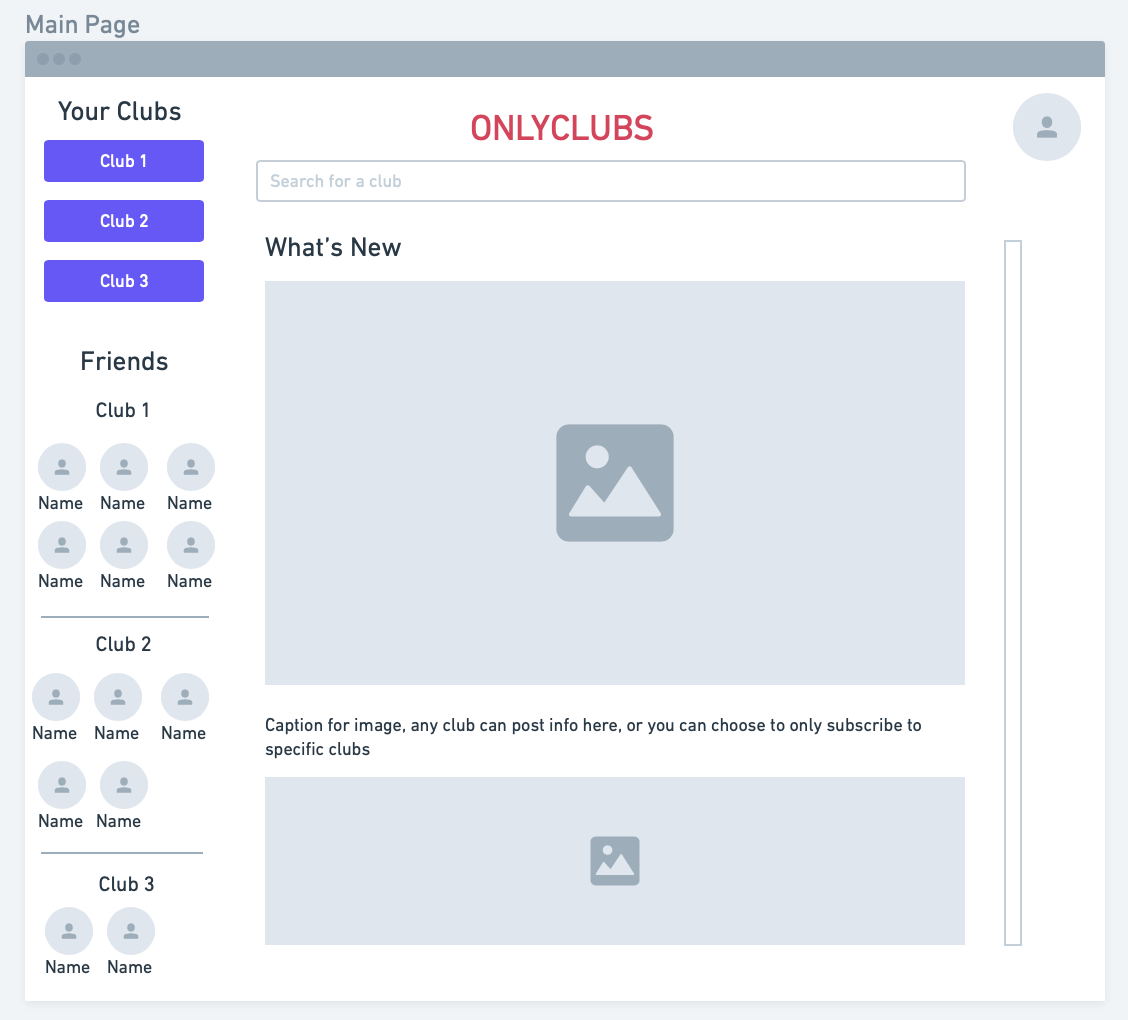 Main Page
Your Clubs
Club 1
Club 2
Club 3
Friends
Club 1
Name Name Name
Name Name Name
Club 2
Name Name Name
Name Name
Club 3
Name Name
ONLYCLUBS
Search for a club
What’s New
Caption for image, any club can post info here, or you can choose to only subscribe to
specific clubs